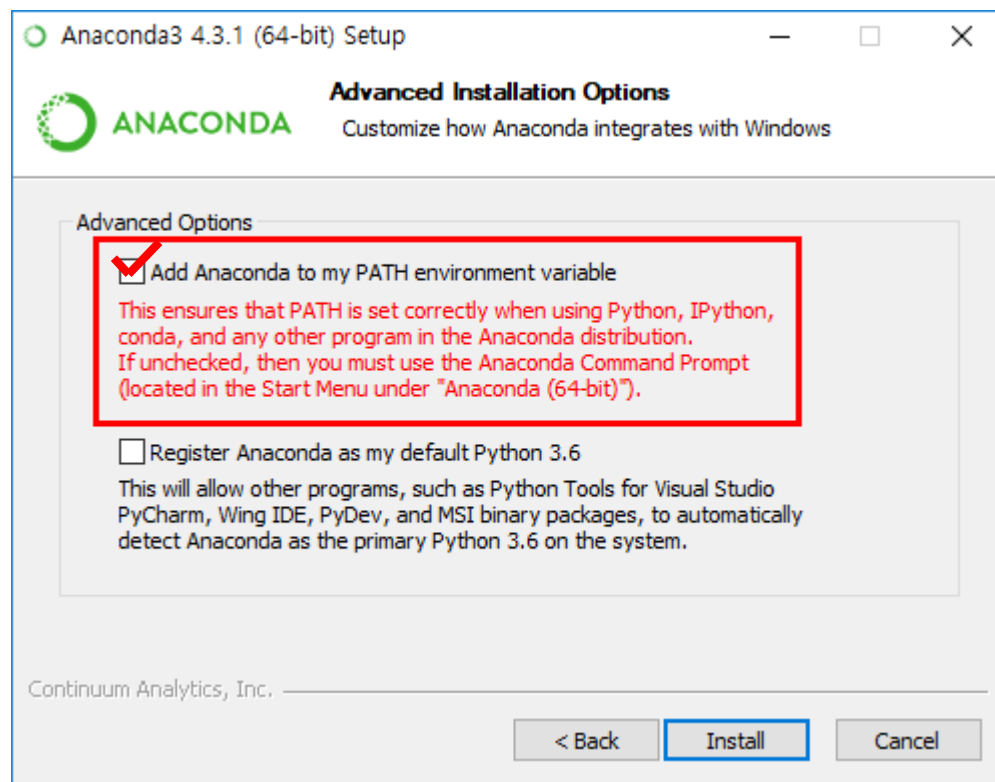 Anaconda3 4.3.1 (64-bit) Setup
ANACONDA
Advanced Installation Options
Customize how Anaconda integrates with Windows
Advanced Options
Add Anaconda to my PATH environment variable
This ensures that PATH is set correctly when using Python, IPython,
conda, and any other program in the Anaconda distribution.
If unchecked, then you must use the Anaconda Command Prompt
(located in the Start Menu under "Anaconda (64-bit)").
Register Anaconda as my default Python 3.6
This will allow other programs, such as Python Tools for Visual Studio
PyCharm, Wing IDE, PyDev, and MSI binary packages, to automatically
detect Anaconda as the primary Python 3.6 on the system.
Continuum Analytics, Inc.
< Back Install Cancel